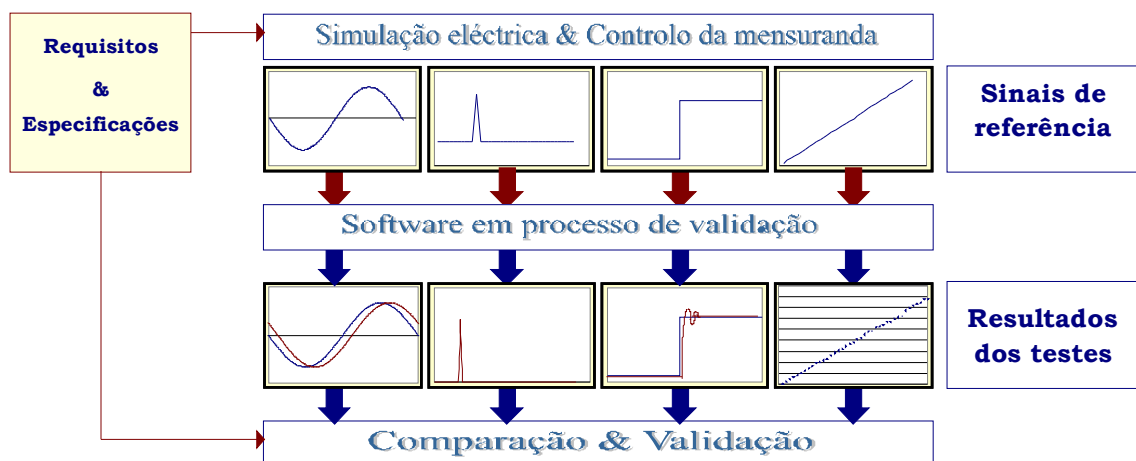 Requisitos
&
Especificações
Simulação eléctrica & Controlo da mensuranda
Sinais de
referência
Software em processo de validação
Resultados
dos testes
Comparação & Validação